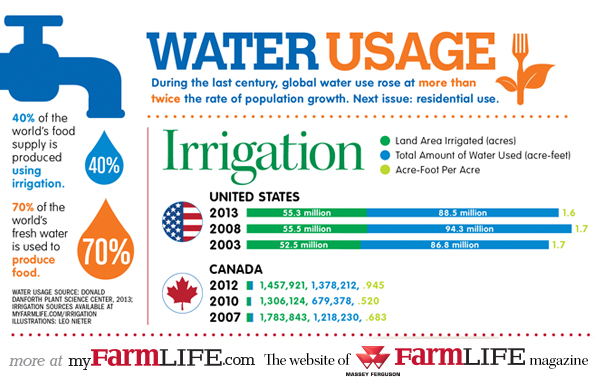 WATER USAGE
During the last century, global water use rose at more than
twice the rate of population growth. Next issue: residential use.
40% of the
world's food
supply is
produced
using
irrigation.
40%
70% of the
world's
fresh water
is used to
produce
food.
70%
WATER USAGE SOURCE: DONALD
DANFORTH PLANT SCIENCE CENTER, 2013;
IRRIGATION SOURCES AVAILABLE AT
MYFARMLIFE.COM/IRRIGATION
ILLUSTRATIONS: LEO NIETER
Irrigation
Land Area Irrigated (acres)
Total Amount of Water Used (acre-feet)
Acre-Foot Per Acre
UNITED STATES
2013 55.3 million 88.5 million 1.6
2008 55.5 million 94.3 million 1.7
2003 52.5 million 86.8 million 1.7
CANADA
2012 1,457,921, 1,378,212, .945
2010 1,306,124, 679,378, .520
2007 1,783,843, 1,218,230, .683
more at myFarmLIFE.com The website of FarmLIFE magazine
MASSEY FERGUSON